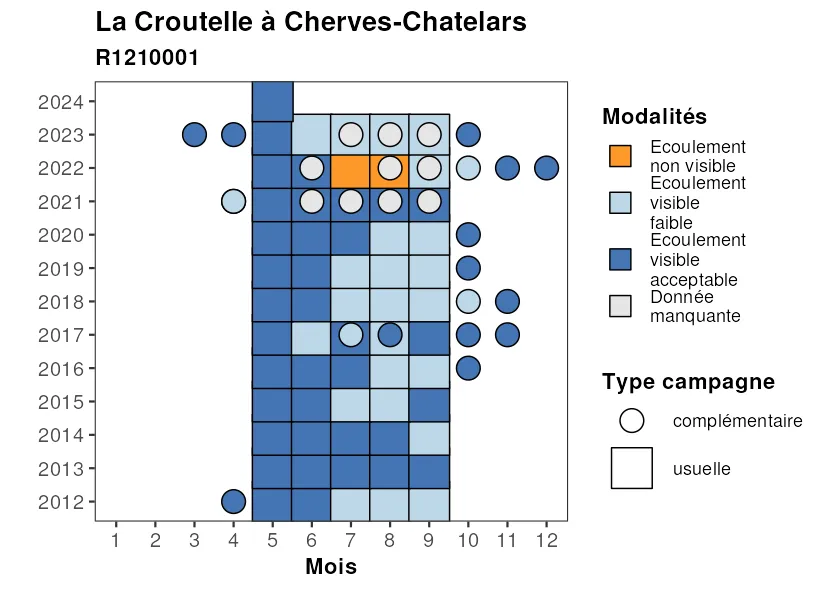 La Croutelle à Cherves-Chatelars
R1210001
2024
2023
2022
2021
2020
2019
2018
2017
2016
2015
2014
2013
2012
1 2 3 4 5 6 7 8 9 10 11 12
Mois
Modalités
Ecoulement
non visible
Ecoulement
visible
faible
Ecoulement
visible
acceptable
Donnée
manquante
Type campagne
complémentaire
usuelle